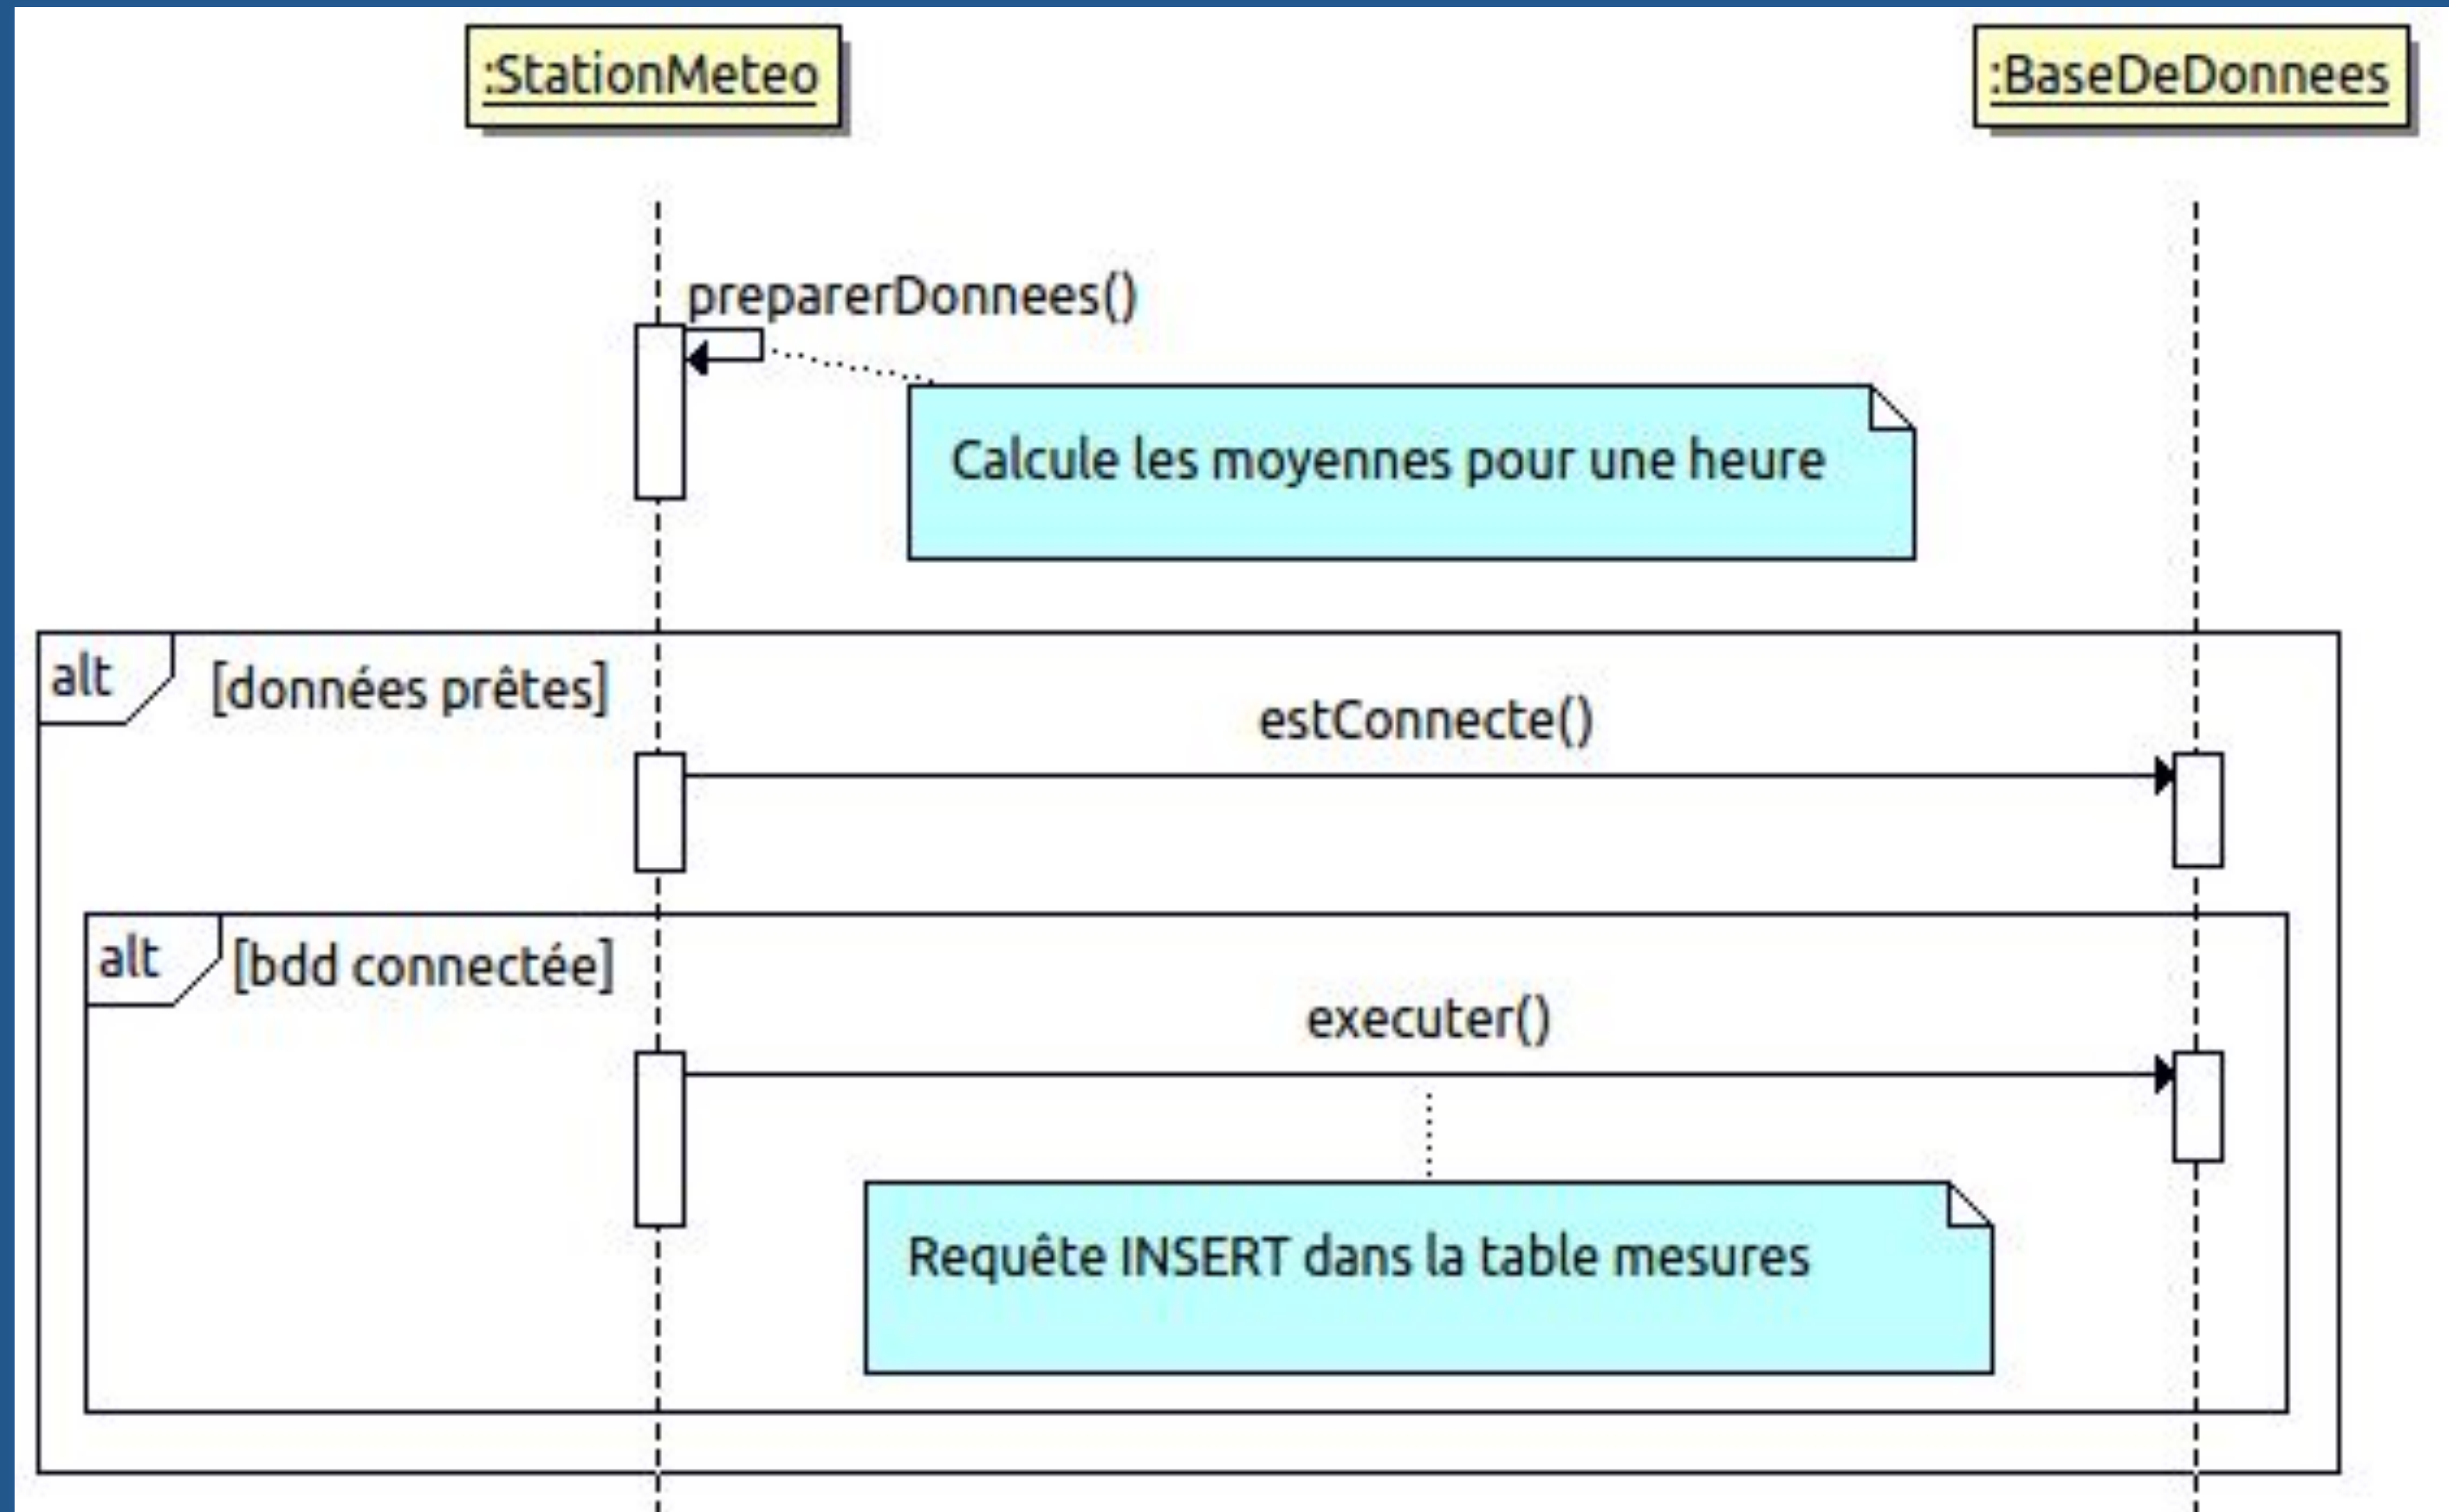 :StationMeteo
:BaseDeDonnees
preparerDonnees()
Calcule les moyennes pour une heure
alt
[données prêtes]
estConnecte()
alt
[bdd connectée]
executer()
Requête INSERT dans la table mesures